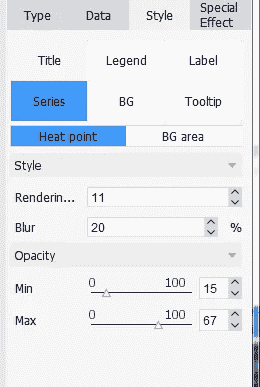 Type Data Style Special Effect
Title Legend Label
Series BG Tooltip
Heat point BG area
Style
Renderin... 11
Blur 20 %
Opacity
Min 0 100 15
Max 0 100 67